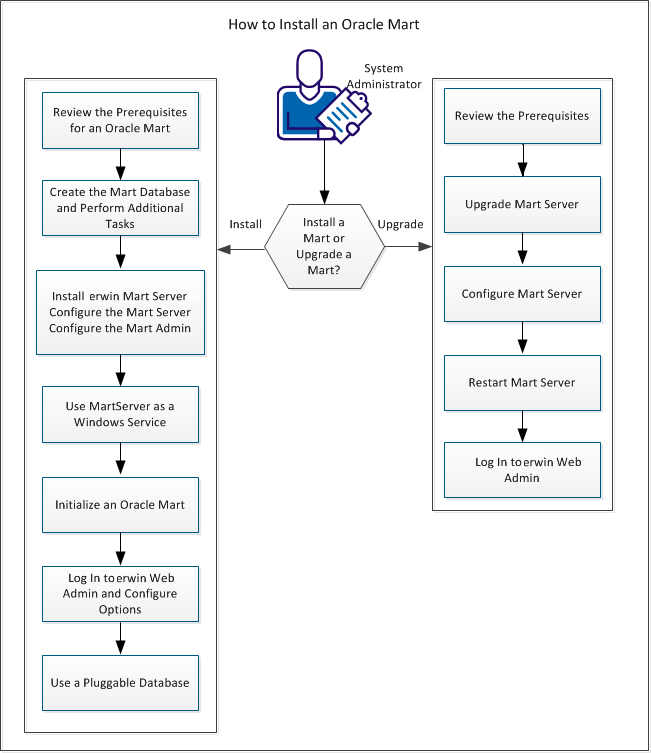 How to Install an Oracle Mart
System
Administrator
Install a
Mart or
Upgrade a
Mart?
Install
Upgrade
Review the Prerequisites
for an Oracle Mart
Create the Mart Database
and Perform Additional
Tasks
Install erwin Mart Server
Configure the Mart Server
Configure the Mart Admin
Use MartServer as a
Windows Service
Initialize an Oracle Mart
Log In to erwin Web
Admin and Configure
Options
Use a Pluggable Database
Review the Prerequisites
Upgrade Mart Server
Configure Mart Server
Restart Mart Server
Log In to erwin Web
Admin